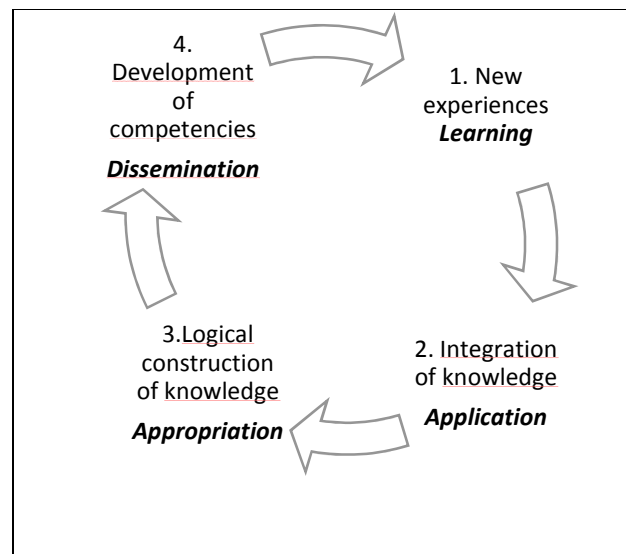 4.
Development
of
competencies
Dissemination
1. New
experiences
Learning
2. Integration
of knowledge
Application
3.Logical
construction
of knowledge
Appropriation